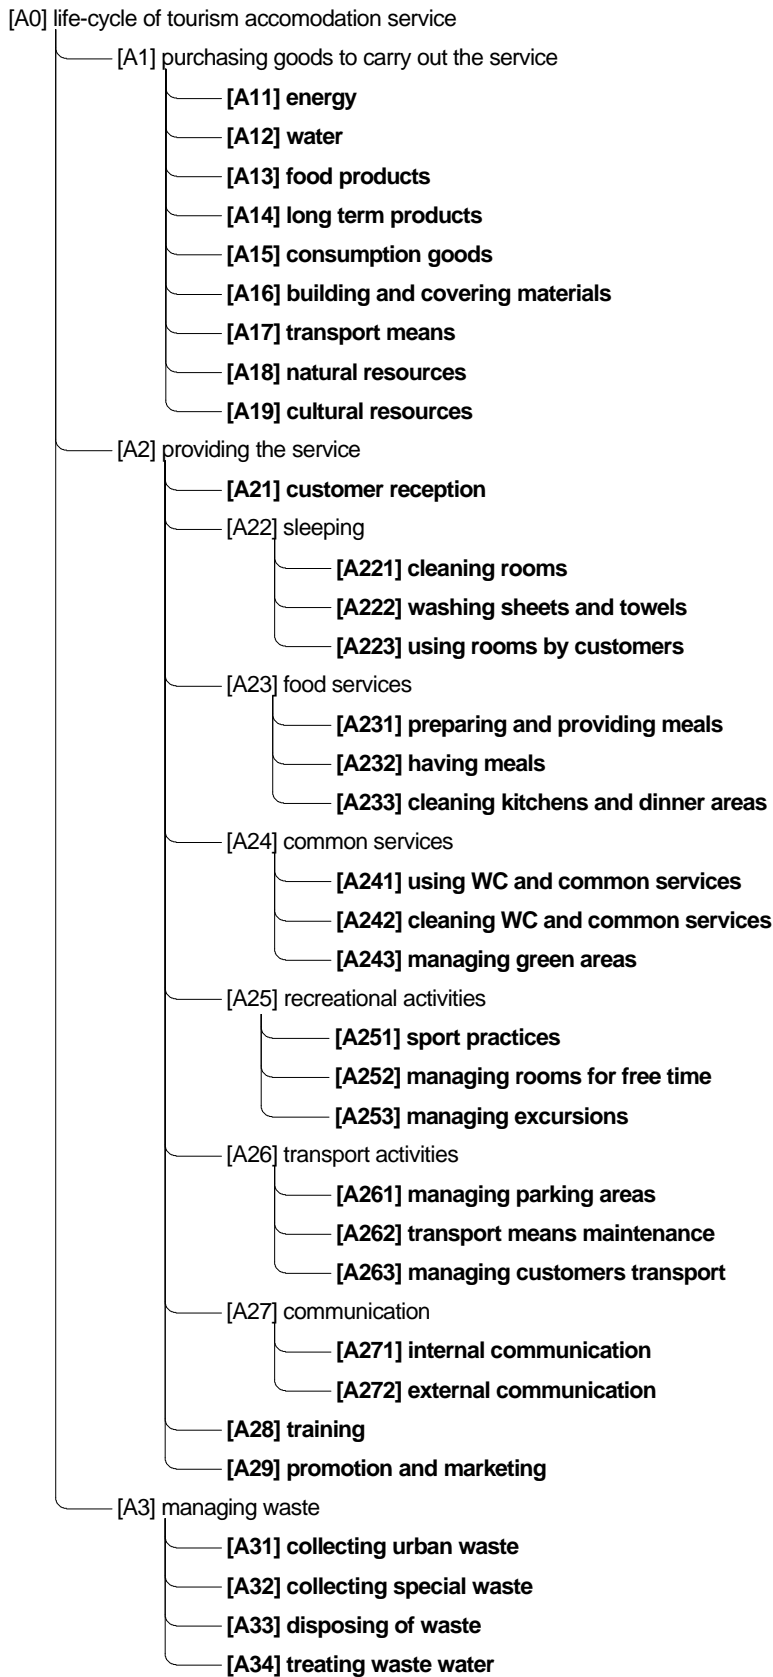 [A0] life-cycle of tourism accomodation service
[A1] purchasing goods to carry out the service
[A11] energy
[A12] water
[A13] food products
[A14] long term products
[A15] consumption goods
[A16] building and covering materials
[A17] transport means
[A18] natural resources
[A19] cultural resources
[A2] providing the service
[A21] customer reception
[A22] sleeping
[A221] cleaning rooms
[A222] washing sheets and towels
[A223] using rooms by customers
[A23] food services
[A231] preparing and providing meals
[A232] having meals
[A233] cleaning kitchens and dinner areas
[A24] common services
[A241] using WC and common services
[A242] cleaning WC and common services
[A243] managing green areas
[A25] recreational activities
[A251] sport practices
[A252] managing rooms for free time
[A253] managing excursions
[A26] transport activities
[A261] managing parking areas
[A262] transport means maintenance
[A263] managing customers transport
[A27] communication
[A271] internal communication
[A272] external communication
[A28] training
[A29] promotion and marketing
[A3] managing waste
[A31] collecting urban waste
[A32] collecting special waste
[A33] disposing of waste
[A34] treating waste water